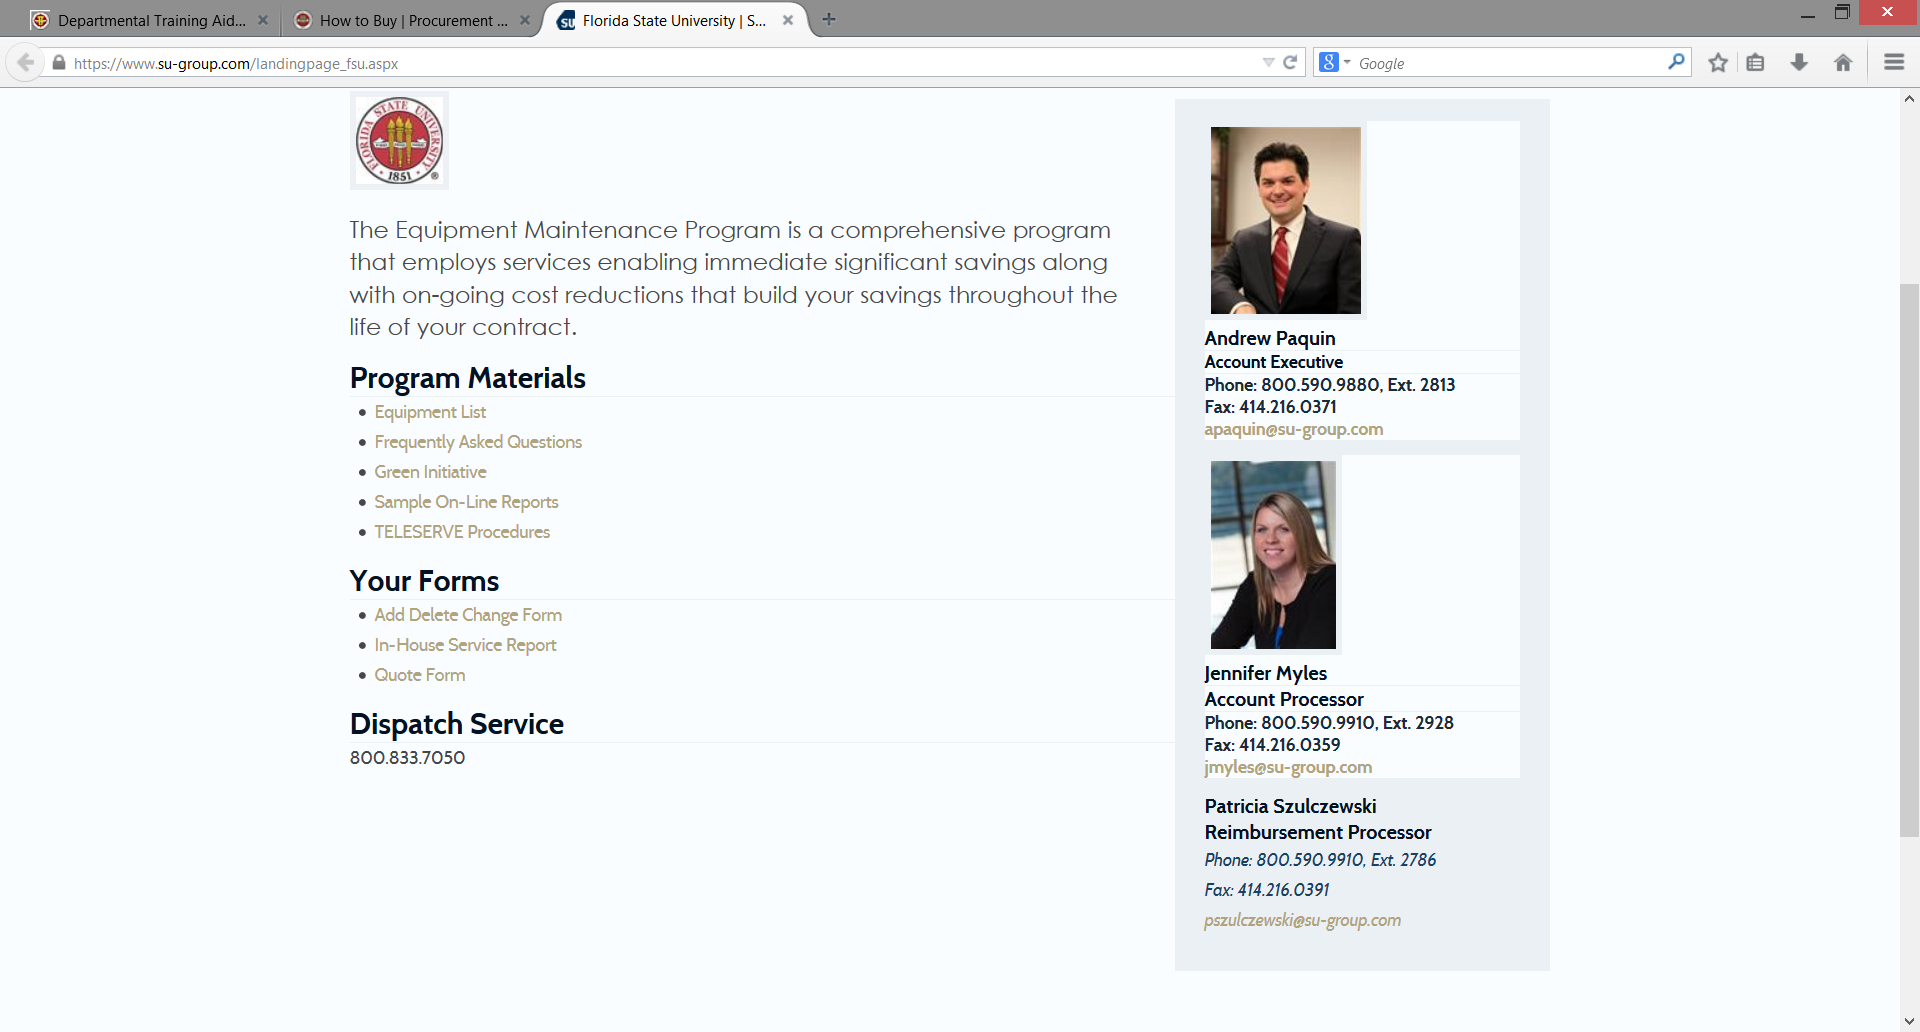 Departmental Training Aid...
How to Buy | Procurement ...
Florida State University | S...
https://www.su-group.com/landingpage_fsu.aspx
Google
FLORIDA STATE UNIVERSITY
1851
The Equipment Maintenance Program is a comprehensive program
that employs services enabling immediate significant savings along
with on-going cost reductions that build your savings throughout the
life of your contract.
Program Materials
Equipment List
Frequently Asked Questions
Green Initiative
Sample On-Line Reports
TELESERVE Procedures
Your Forms
Add Delete Change Form
In-House Service Report
Quote Form
Dispatch Service
800.833.7050
Andrew Paquin
Account Executive
Phone: 800.590.9880, Ext. 2813
Fax: 414.216.0371
apaquin@su-group.com
Jennifer Myles
Account Processor
Phone: 800.590.9910, Ext. 2928
Fax: 414.216.0359
jmyles@su-group.com
Patricia Szulczewski
Reimbursement Processor
Phone: 800.590.9910, Ext. 2786
Fax: 414.216.0391
pszulczewski@su-group.com